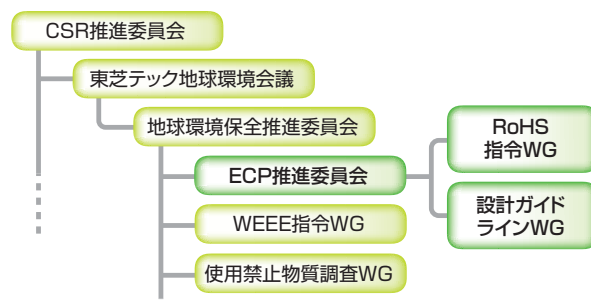 CSR推進委員会
東芝テック地球環境会議
地球環境保全推進委員会
ECP推進委員会
RoHS
指令WG
設計ガイド
ラインWG
WEEE指令WG
使用禁止物質調査WG